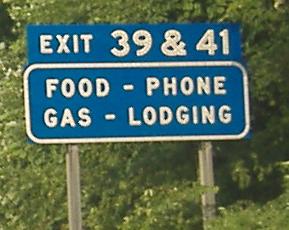 EXIT 39 & 41
FOOD - PHONE
GAS - LODGING